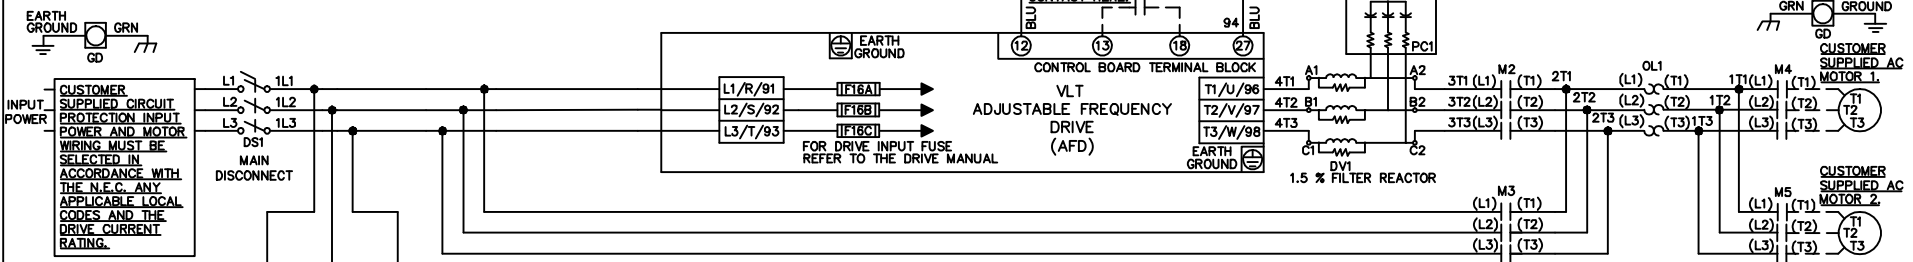 EARTH
GROUND
GRN
GD
INPUT
POWER
CUSTOMER
SUPPLIED CIRCUIT
PROTECTION INPUT
POWER AND MOTOR
WIRING MUST BE
SELECTED IN
ACCORDANCE WITH
THE N.E.C. ANY
APPLICABLE LOCAL
CODES AND THE
DRIVE CURRENT
RATING.
L1 1L1
L2 1L2
L3 1L3
DS1
MAIN
DISCONNECT
L1/R/91
L2/S/92
L3/T/93
F16A
F16B
F16C
FOR DRIVE INPUT FUSE
REFER TO THE DRIVE MANUAL
EARTH
GROUND
BLU
94
BLU
12
13
18
27
CONTROL BOARD TERMINAL BLOCK
VLT
ADJUSTABLE FREQUENCY
DRIVE
(AFD)
T1/U/96
T2/V/97
T3/W/98
EARTH
GROUND
4T1
4T2
4T3
A1
B1
C1
A2
B2
C2
PC1
DV1
1.5 % FILTER REACTOR
M2
3T1 (L1) (T1) 2T1
3T2 (L2) (T2) 2T2
3T3 (L3) (T3) 2T3
M3
(L1) (T1)
(L2) (T2)
(L3) (T3)
OL1
(L1) (T1) 1T1
(L2) (T2) 1T2
(L3) (T3) 1T3
M4
(L1) (T1)
(L2) (T2)
(L3) (T3)
GRN
GROUND
GD
CUSTOMER
SUPPLIED AC
MOTOR 1.
T1
T2
T3
CUSTOMER
SUPPLIED AC
MOTOR 2.
M5
(L1) (T1)
(L2) (T2)
(L3) (T3)
T1
T2
T3